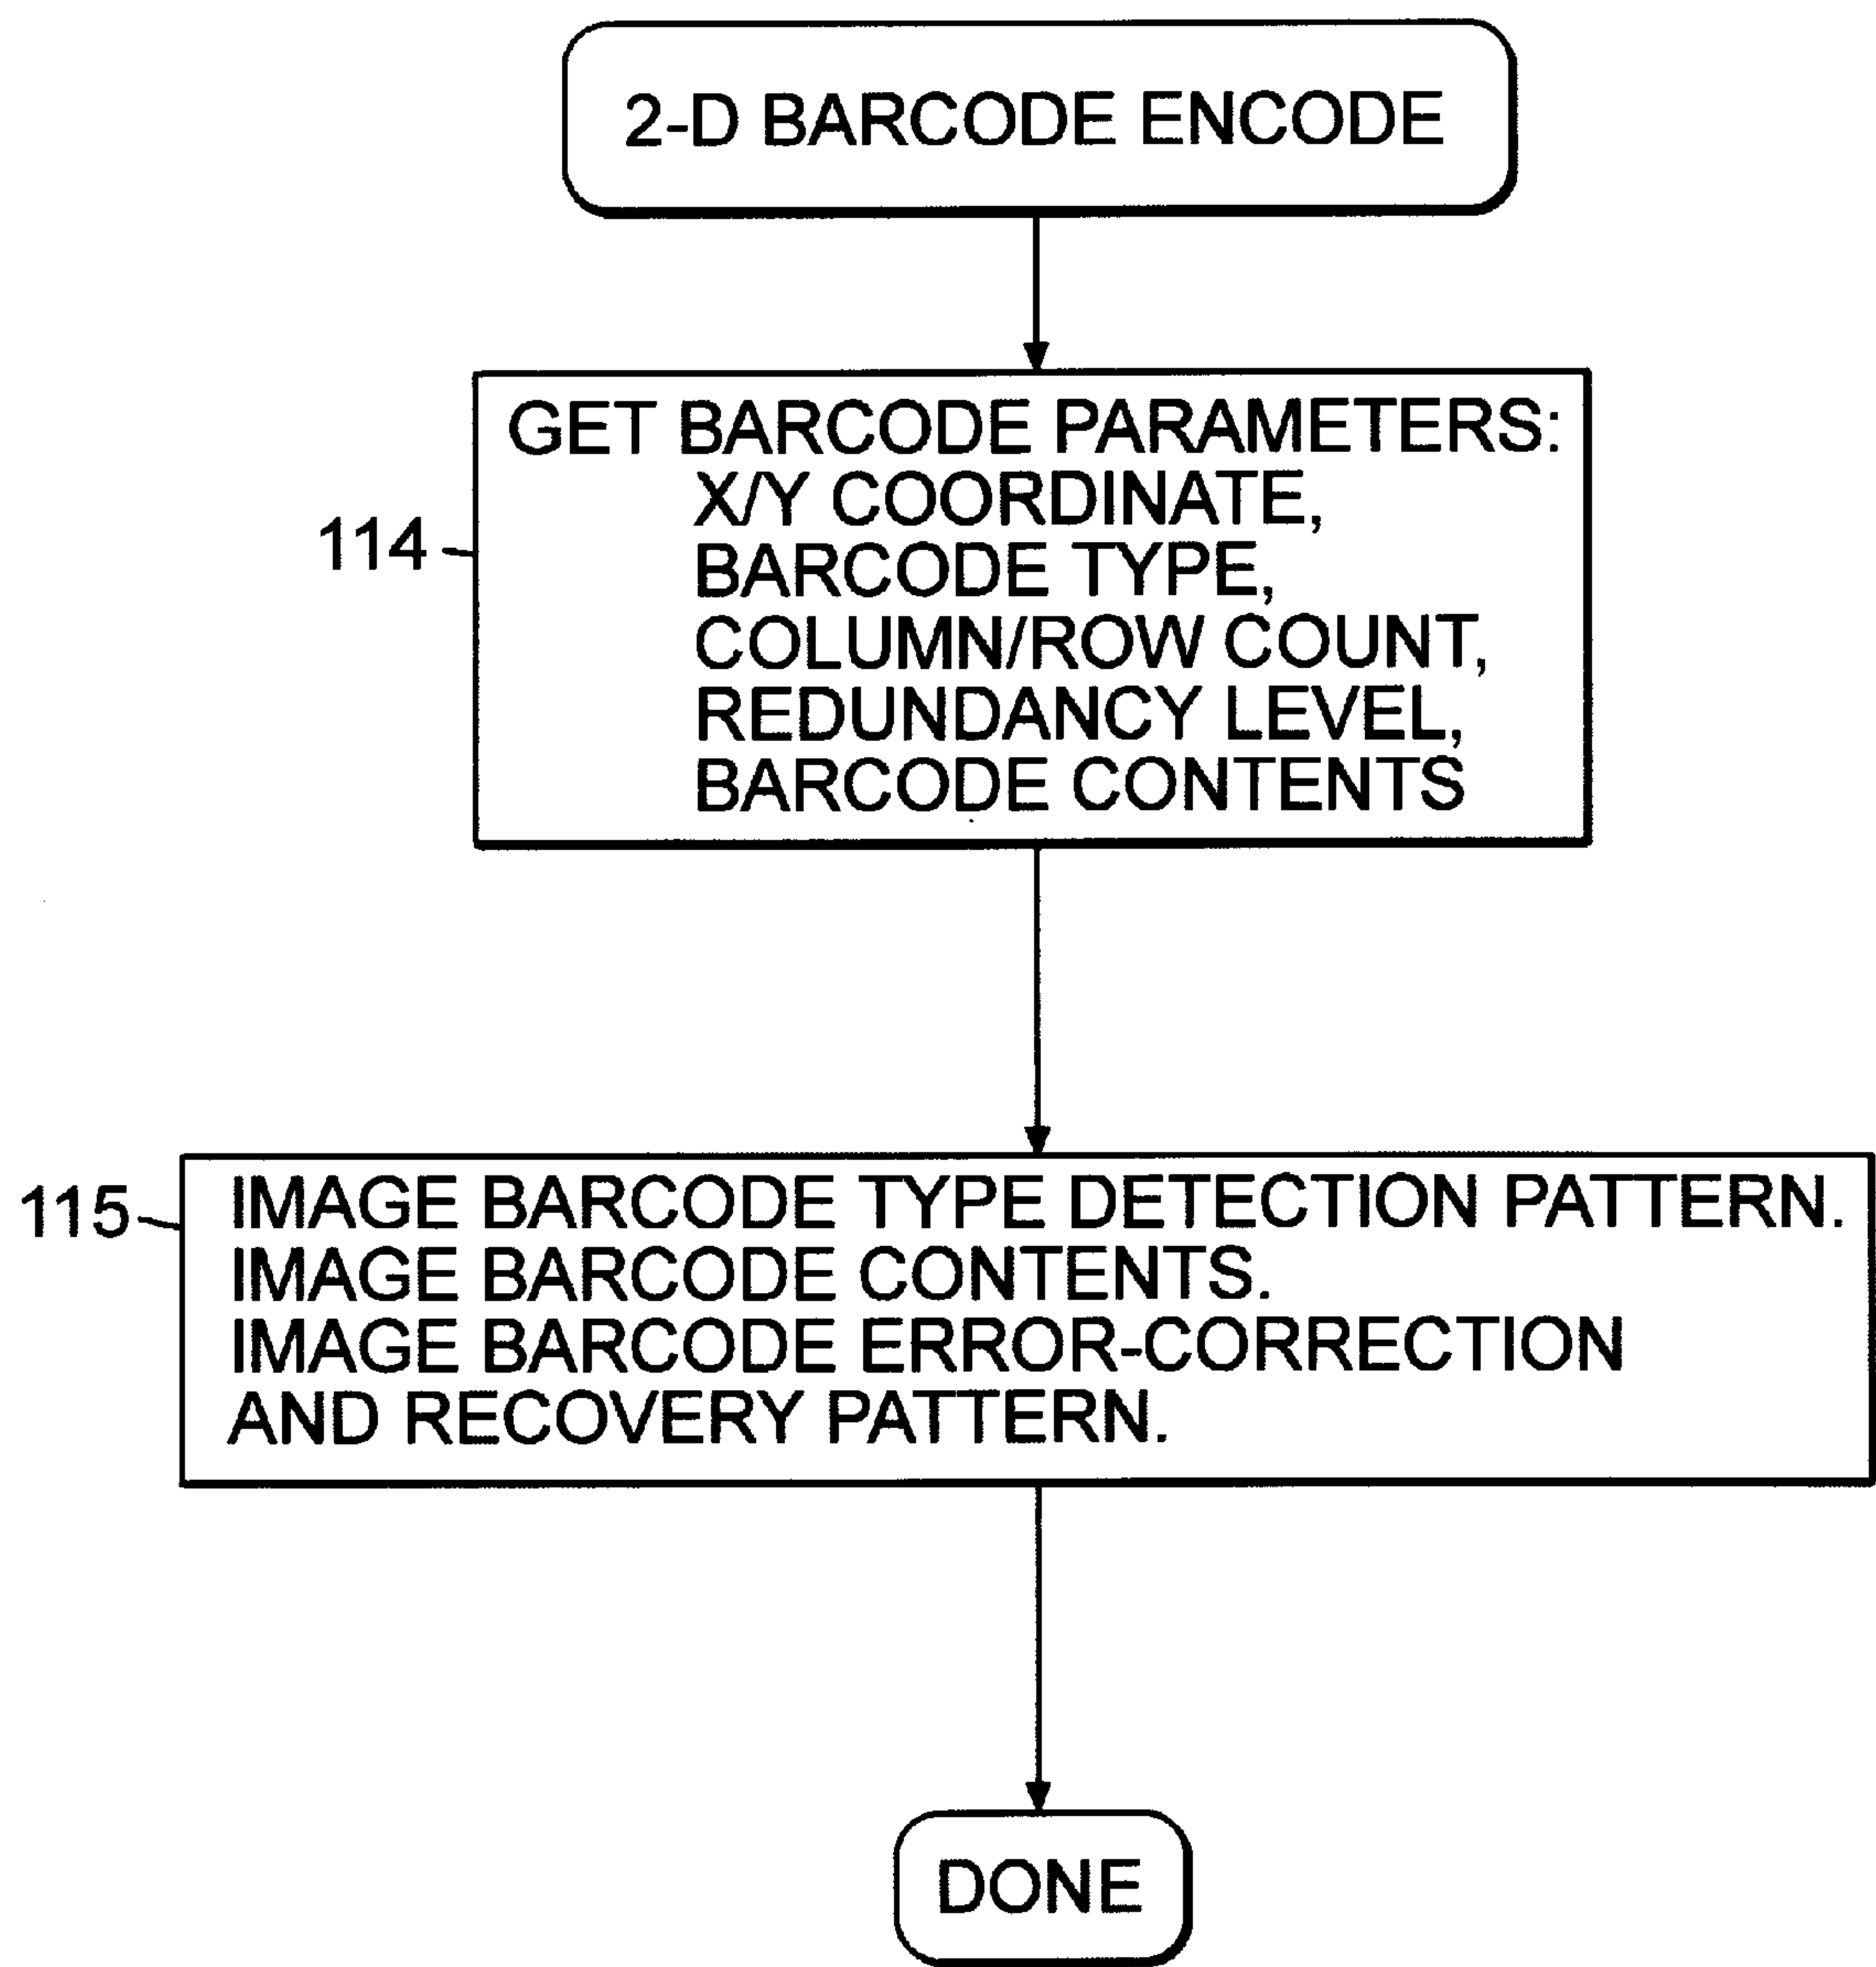 2-D BARCODE ENCODE
GET BARCODE PARAMETERS:
X/Y COORDINATE,
114
BARCODE TYPE,
COLUMN/ROW COUNT,
REDUNDANCY LEVEL,
BARCODE CONTENTS
115
IMAGE BARCODE TYPE DETECTION PATTERN.
IMAGE BARCODE CONTENTS.
IMAGE BARCODE ERROR-CORRECTION
AND RECOVERY PATTERN.
DONE